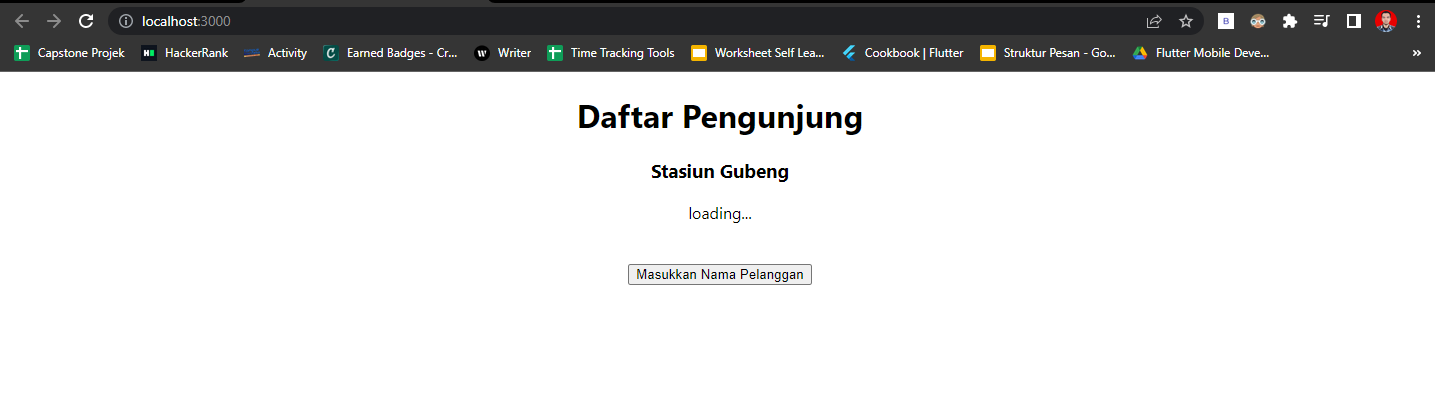 localhost:3000
B
Capstone Projek HackerRank Activity Earned Badges - Cr... Writer Time Tracking Tools Worksheet Self Lea... Cookbook | Flutter Struktur Pesan - Go... Flutter Mobile Deve... »
Daftar Pengunjung
Stasiun Gubeng
loading...
Masukkan Nama Pelanggan